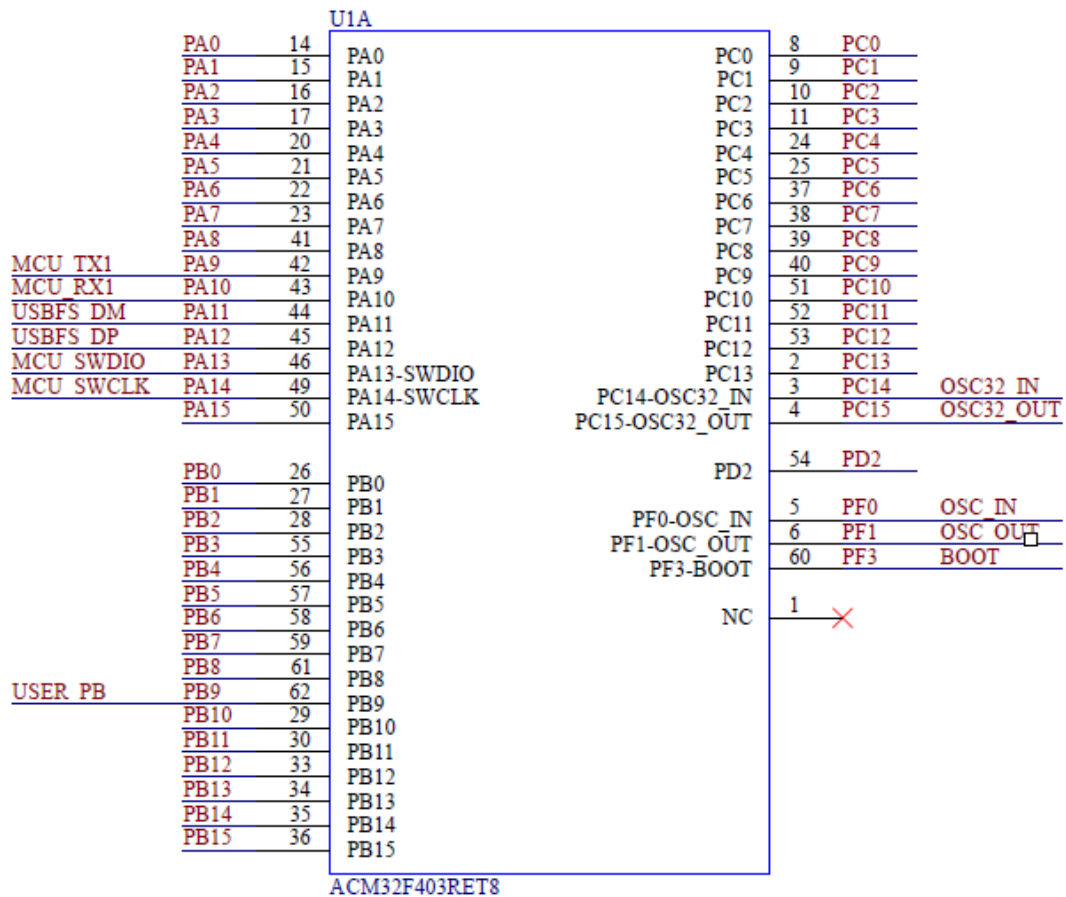 U1A
PA0 14 PA0 PC0 8 PC0
PA1 15 PA1 PC1 9 PC1
PA2 16 PA2 PC2 10 PC2
PA3 17 PA3 PC3 11 PC3
PA4 20 PA4 PC4 24 PC4
PA5 21 PA5 PC5 25 PC5
PA6 22 PA6 PC6 37 PC6
PA7 23 PA7 PC7 38 PC7
PA8 41 PA8 PC8 39 PC8
MCU_TX1 PA9 42 PA9 PC9 40 PC9
MCU_RX1 PA10 43 PA10 PC10 51 PC10
USBFS_DM PA11 44 PA11 PC11 52 PC11
USBFS_DP PA12 45 PA12 PC12 53 PC12
MCU_SWDIO PA13 46 PA13-SWDIO PC13 2 PC13
MCU_SWCLK PA14 49 PA14-SWCLK PC14-OSC32_IN 3 PC14 OSC32_IN
PA15 50 PA15 PC15-OSC32_OUT 4 PC15 OSC32_OUT
PB0 26 PB0 PD2 54 PD2
PB1 27 PB1
PB2 28 PB2 PF0-OSC_IN 5 PF0 OSC_IN
PB3 55 PB3 PF1-OSC_OUT 6 PF1 OSC_OUT
PB4 56 PB4 PF3-BOOT 60 PF3 BOOT
PB5 57 PB5
PB6 58 PB6 NC 1
PB7 59 PB7
PB8 61 PB8
USER_PB PB9 62 PB9
PB10 29 PB10
PB11 30 PB11
PB12 33 PB12
PB13 34 PB13
PB14 35 PB14
PB15 36 PB15
ACM32F403RET8